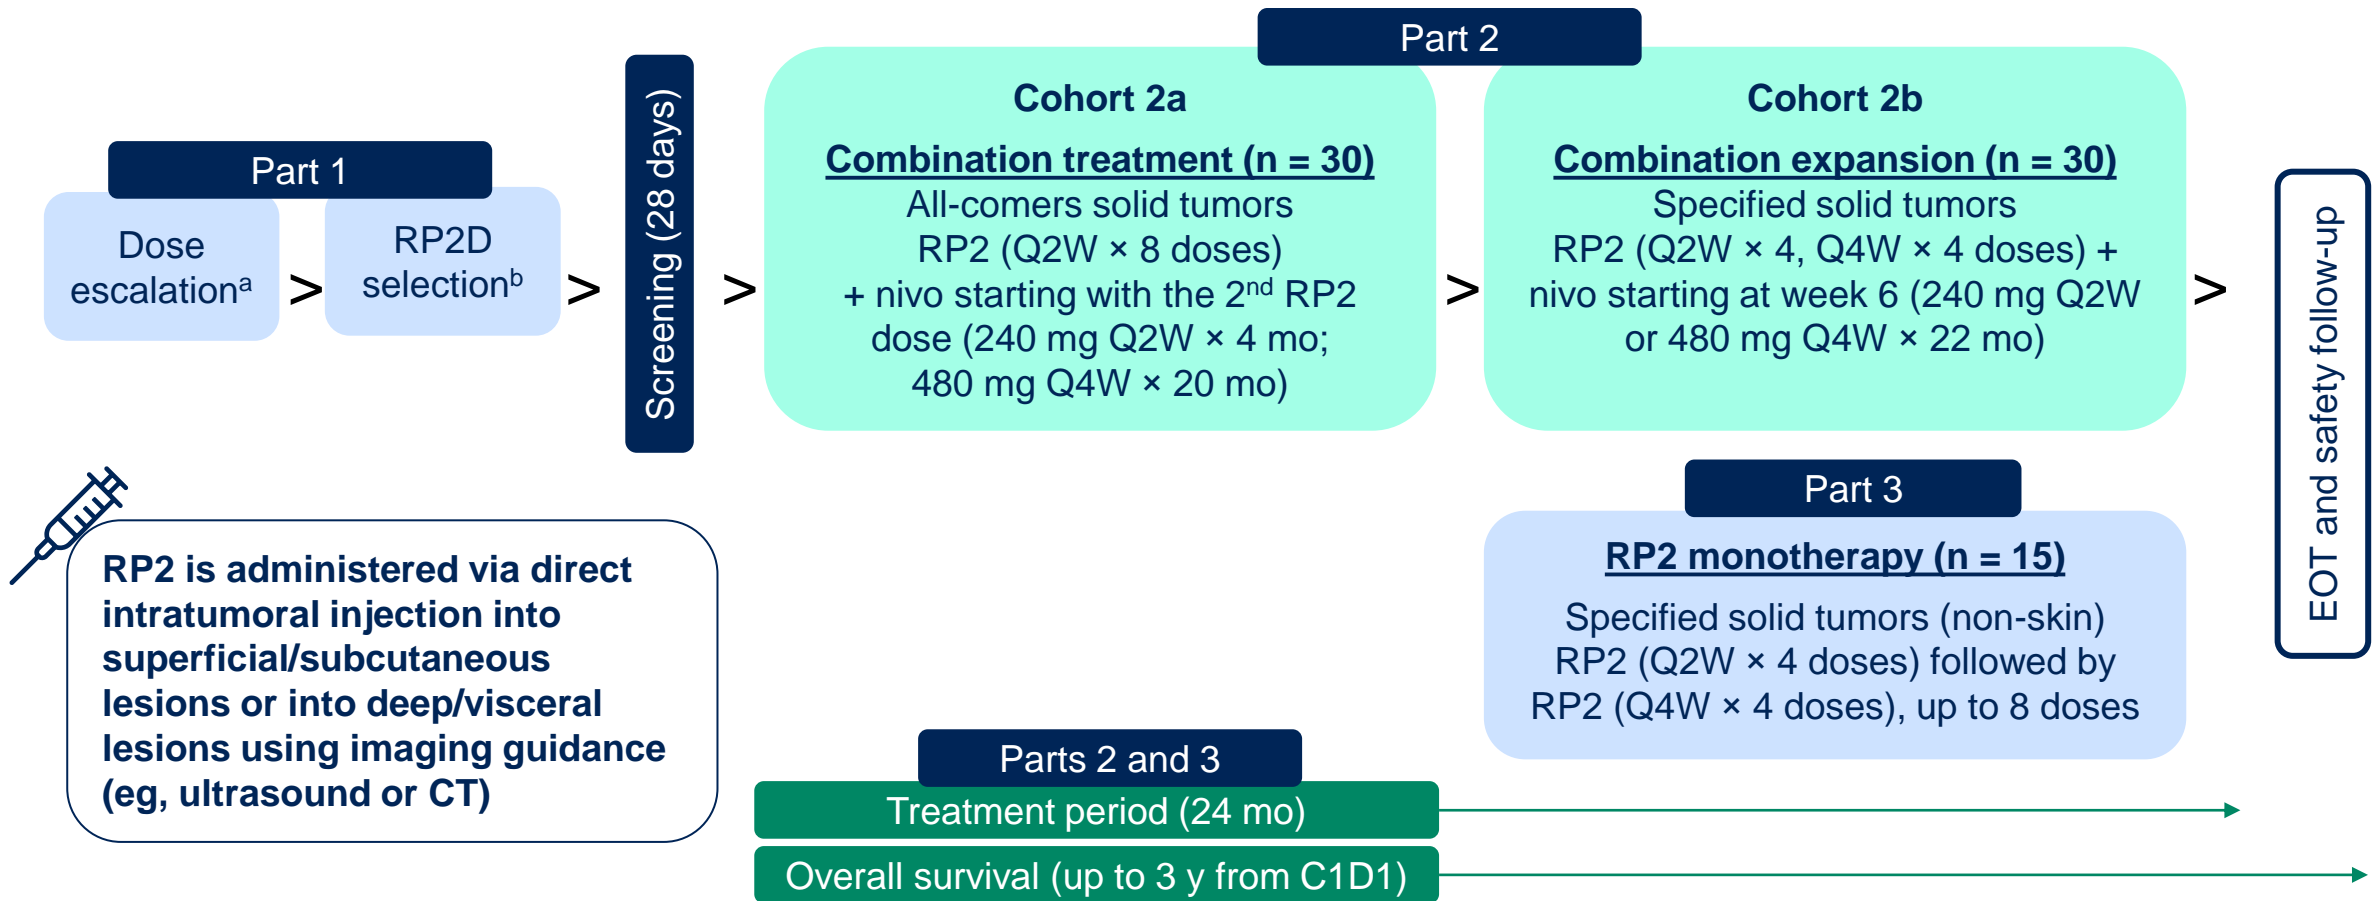 Part 1
Dose
escalationᵃ
>
RP2D
selectionᵇ
>
Screening (28 days)
>
Part 2
Cohort 2a
Combination treatment (n = 30)
All-comers solid tumors
RP2 (Q2W × 8 doses)
+ nivo starting with the 2ⁿᵈ RP2
dose (240 mg Q2W × 4 mo;
480 mg Q4W × 20 mo)
>
Cohort 2b
Combination expansion (n = 30)
Specified solid tumors
RP2 (Q2W × 4, Q4W × 4 doses) +
nivo starting at week 6 (240 mg Q2W
or 480 mg Q4W × 22 mo)
>
EOT and safety follow-up
RP2 is administered via direct
intratumoral injection into
superficial/subcutaneous
lesions or into deep/visceral
lesions using imaging guidance
(eg, ultrasound or CT)
Part 3
RP2 monotherapy (n = 15)
Specified solid tumors (non-skin)
RP2 (Q2W × 4 doses) followed by
RP2 (Q4W × 4 doses), up to 8 doses
Parts 2 and 3
Treatment period (24 mo)
Overall survival (up to 3 y from C1D1)